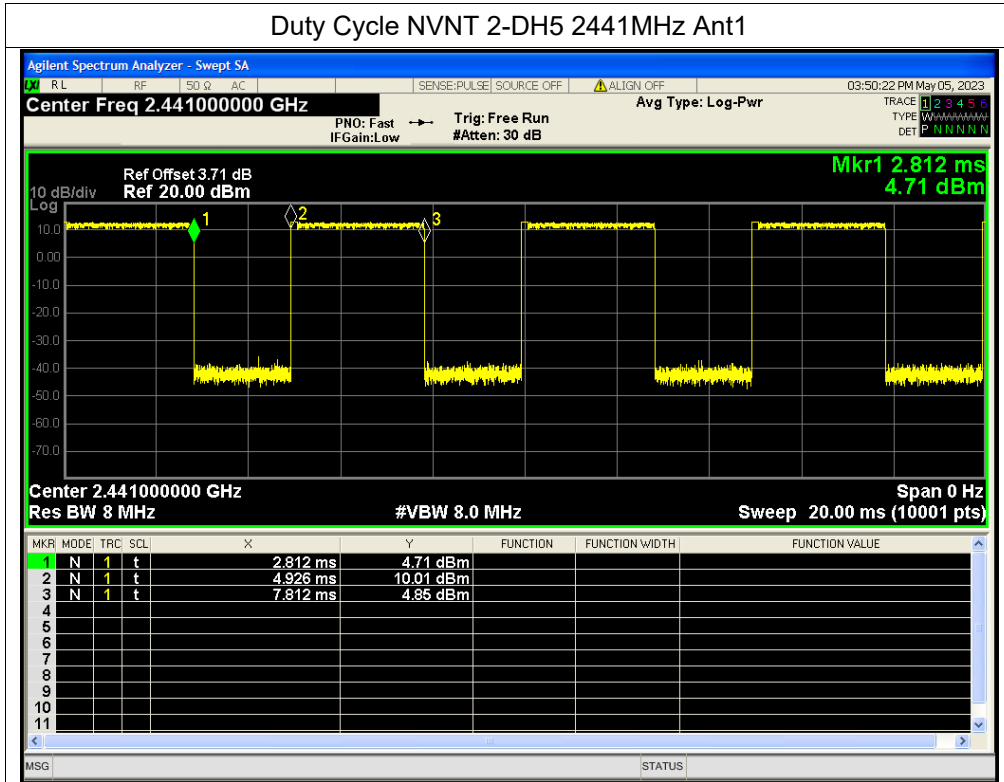 Duty Cycle NVNT 2-DH5 2441MHz Ant1
Agilent Spectrum Analyzer - Swept SA
LXI RL RF 50 Ω AC SENSE:PULSE SOURCE OFF ALIGN OFF 03:50:22 PM May 05, 2023
Center Freq 2.441000000 GHz Avg Type: Log-Pwr TRACE 1 2 3 4 5 6
PNO: Fast Trig: Free Run TYPE WWWWWW
IFGain:Low #Atten: 30 dB DET P N N N N N
Mkr1 2.812 ms
Ref Offset 3.71 dB
10 dB/div Ref 20.00 dBm 4.71 dBm
Log
1 2 3
10.0
0.00
-10.0
-20.0
-30.0
-40.0
-50.0
-60.0
-70.0
Center 2.441000000 GHz Span 0 Hz
Res BW 8 MHz #VBW 8.0 MHz Sweep 20.00 ms (10001 pts)
MKR MODE TRC SCL X Y FUNCTION FUNCTION WIDTH FUNCTION VALUE
1 N 1 t 2.812 ms 4.71 dBm
2 N 1 t 4.926 ms 10.01 dBm
3 N 1 t 7.812 ms 4.85 dBm
4
5
6
7
8
9
10
11
MSG STATUS